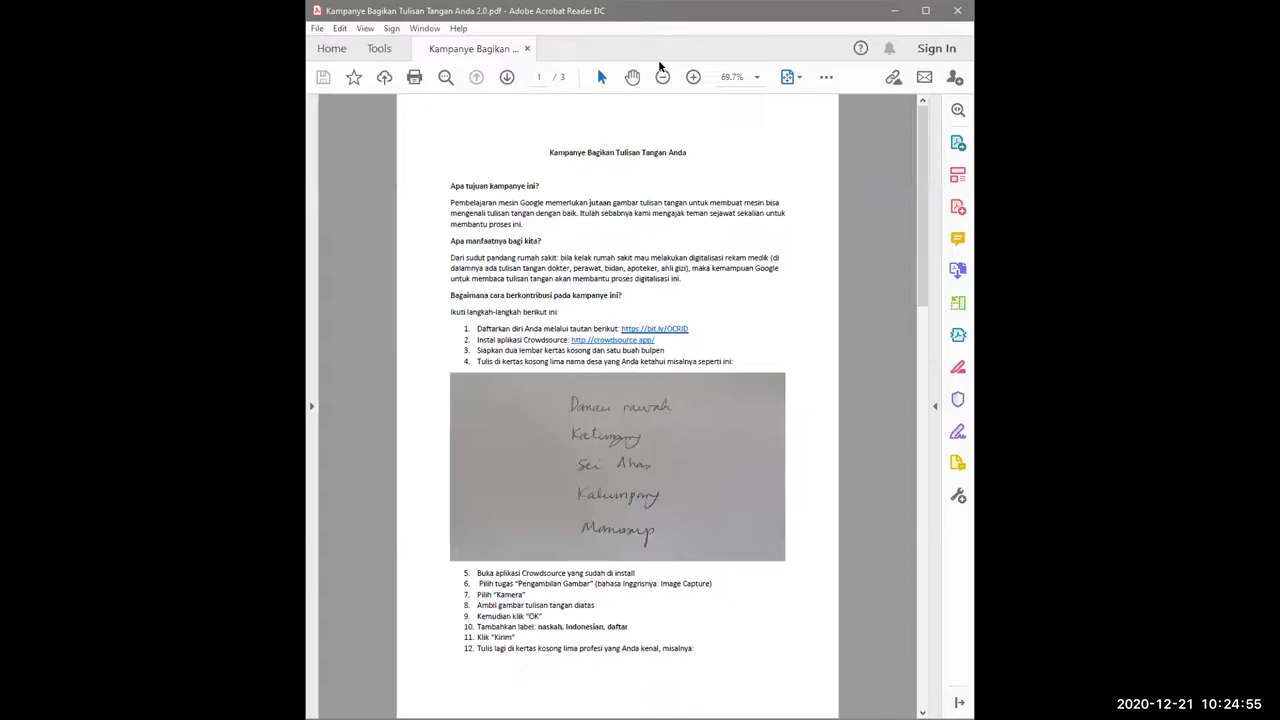 Kampanye Bagikan Tulisan Tangan Anda 2.0.pdf - Adobe Acrobat Reader DC
File Edit View Sign Window Help
Home Tools Kampanye Bagikan ... Sign In
1 / 3 69.7%
Kampanye Bagikan Tulisan Tangan Anda
Apa tujuan kampanye ini?
Pembelajaran mesin Google memerlukan jutaan gambar tulisan tangan untuk membuat mesin bisa
mengenali tulisan tangan dengan baik. Itulah sebabnya kami mengajak teman sejawat sekalian untuk
membantu proses ini.
Apa manfaatnya bagi kita?
Dari sudut pandang rumah sakit: bila kelak rumah sakit mau melakukan digitalisasi rekam medik (di
dalamnya ada tulisan tangan dokter, perawat, bidan, apoteker, ahli gizi), maka kemampuan Google
untuk membaca tulisan tangan akan membantu proses digitalisasi ini.
Bagaimana cara berkontribusi pada kampanye ini?
Ikuti langkah-langkah berikut ini:
1. Daftarkan diri Anda melalui tautan berikut: https://bit.ly/OCRID
2. Instal aplikasi Crowdsource: http://crowdsource.app/
3. Siapkan dua lembar kertas kosong dan satu buah bulpen
4. Tulis di kertas kosong lima nama desa yang Anda ketahui misalnya seperti ini:
Danau rawah
Katunjung
Sei Ahas
Kalumpang
Manusup
5. Buka aplikasi Crowdsource yang sudah di install
6. Pilih tugas "Pengambilan Gambar" (bahasa Inggrisnya: Image Capture)
7. Pilih "Kamera"
8. Ambil gambar tulisan tangan diatas
9. Kemudian klik "OK"
10. Tambahkan label: naskah, Indonesian, daftar
11. Klik "Kirim"
12. Tulis lagi di kertas kosong lima profesi yang Anda kenal, misalnya:
2020-12-21 10:24:55